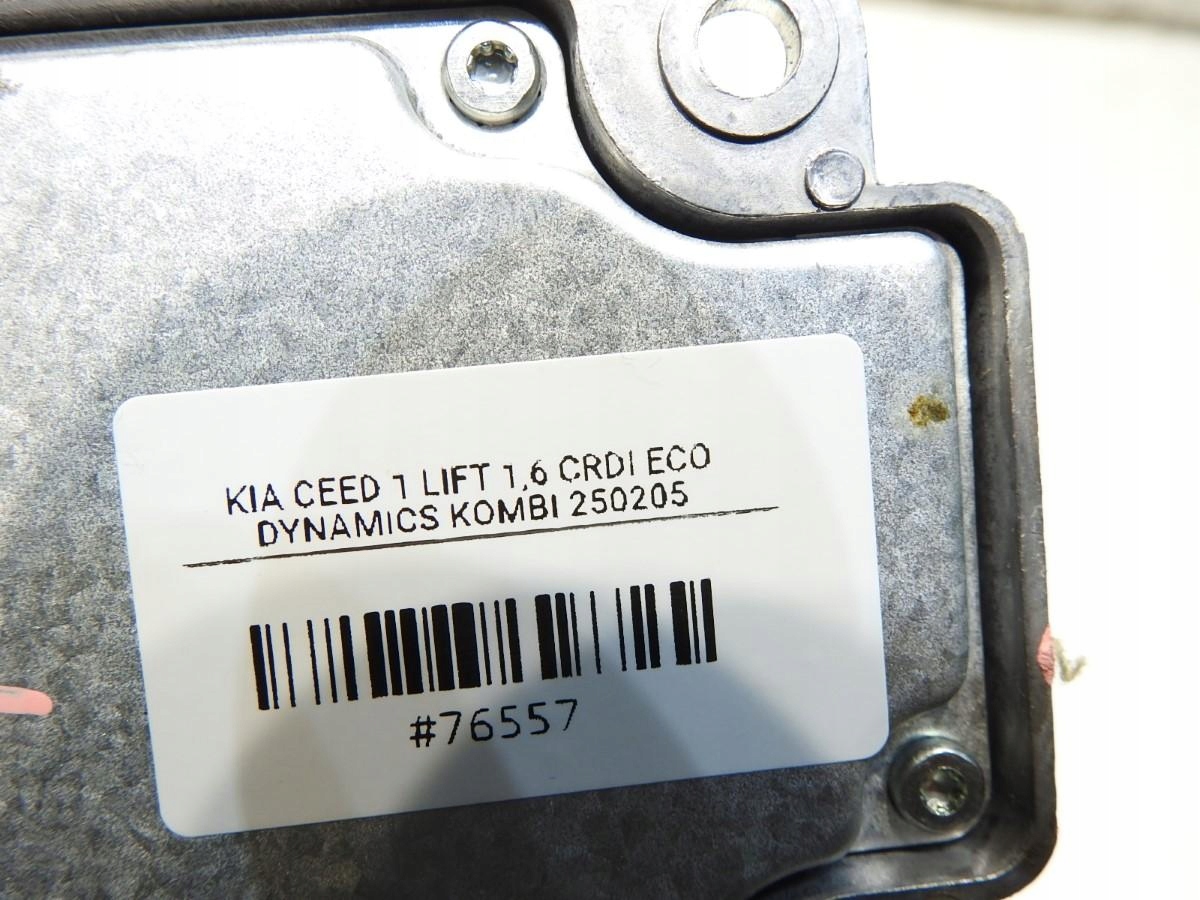 KIA CEED 1 LIFT 1,6 CRDI ECO
DYNAMICS KOMBI 250205
#76557